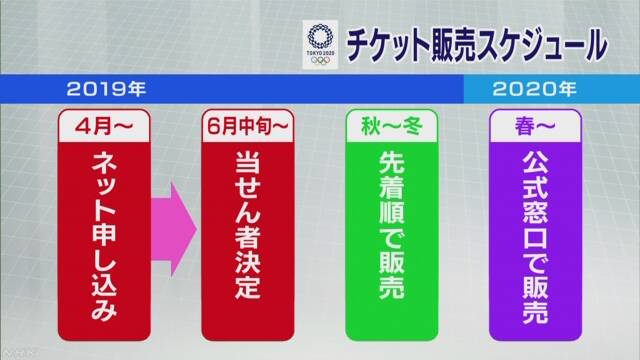 TOKYO 2020
チケット販売スケジュール
2019年
2020年
4月～
ネット申し込み
6月中旬～
当せん者決定
秋～冬
先着順で販売
春～
公式窓口で販売
NHK